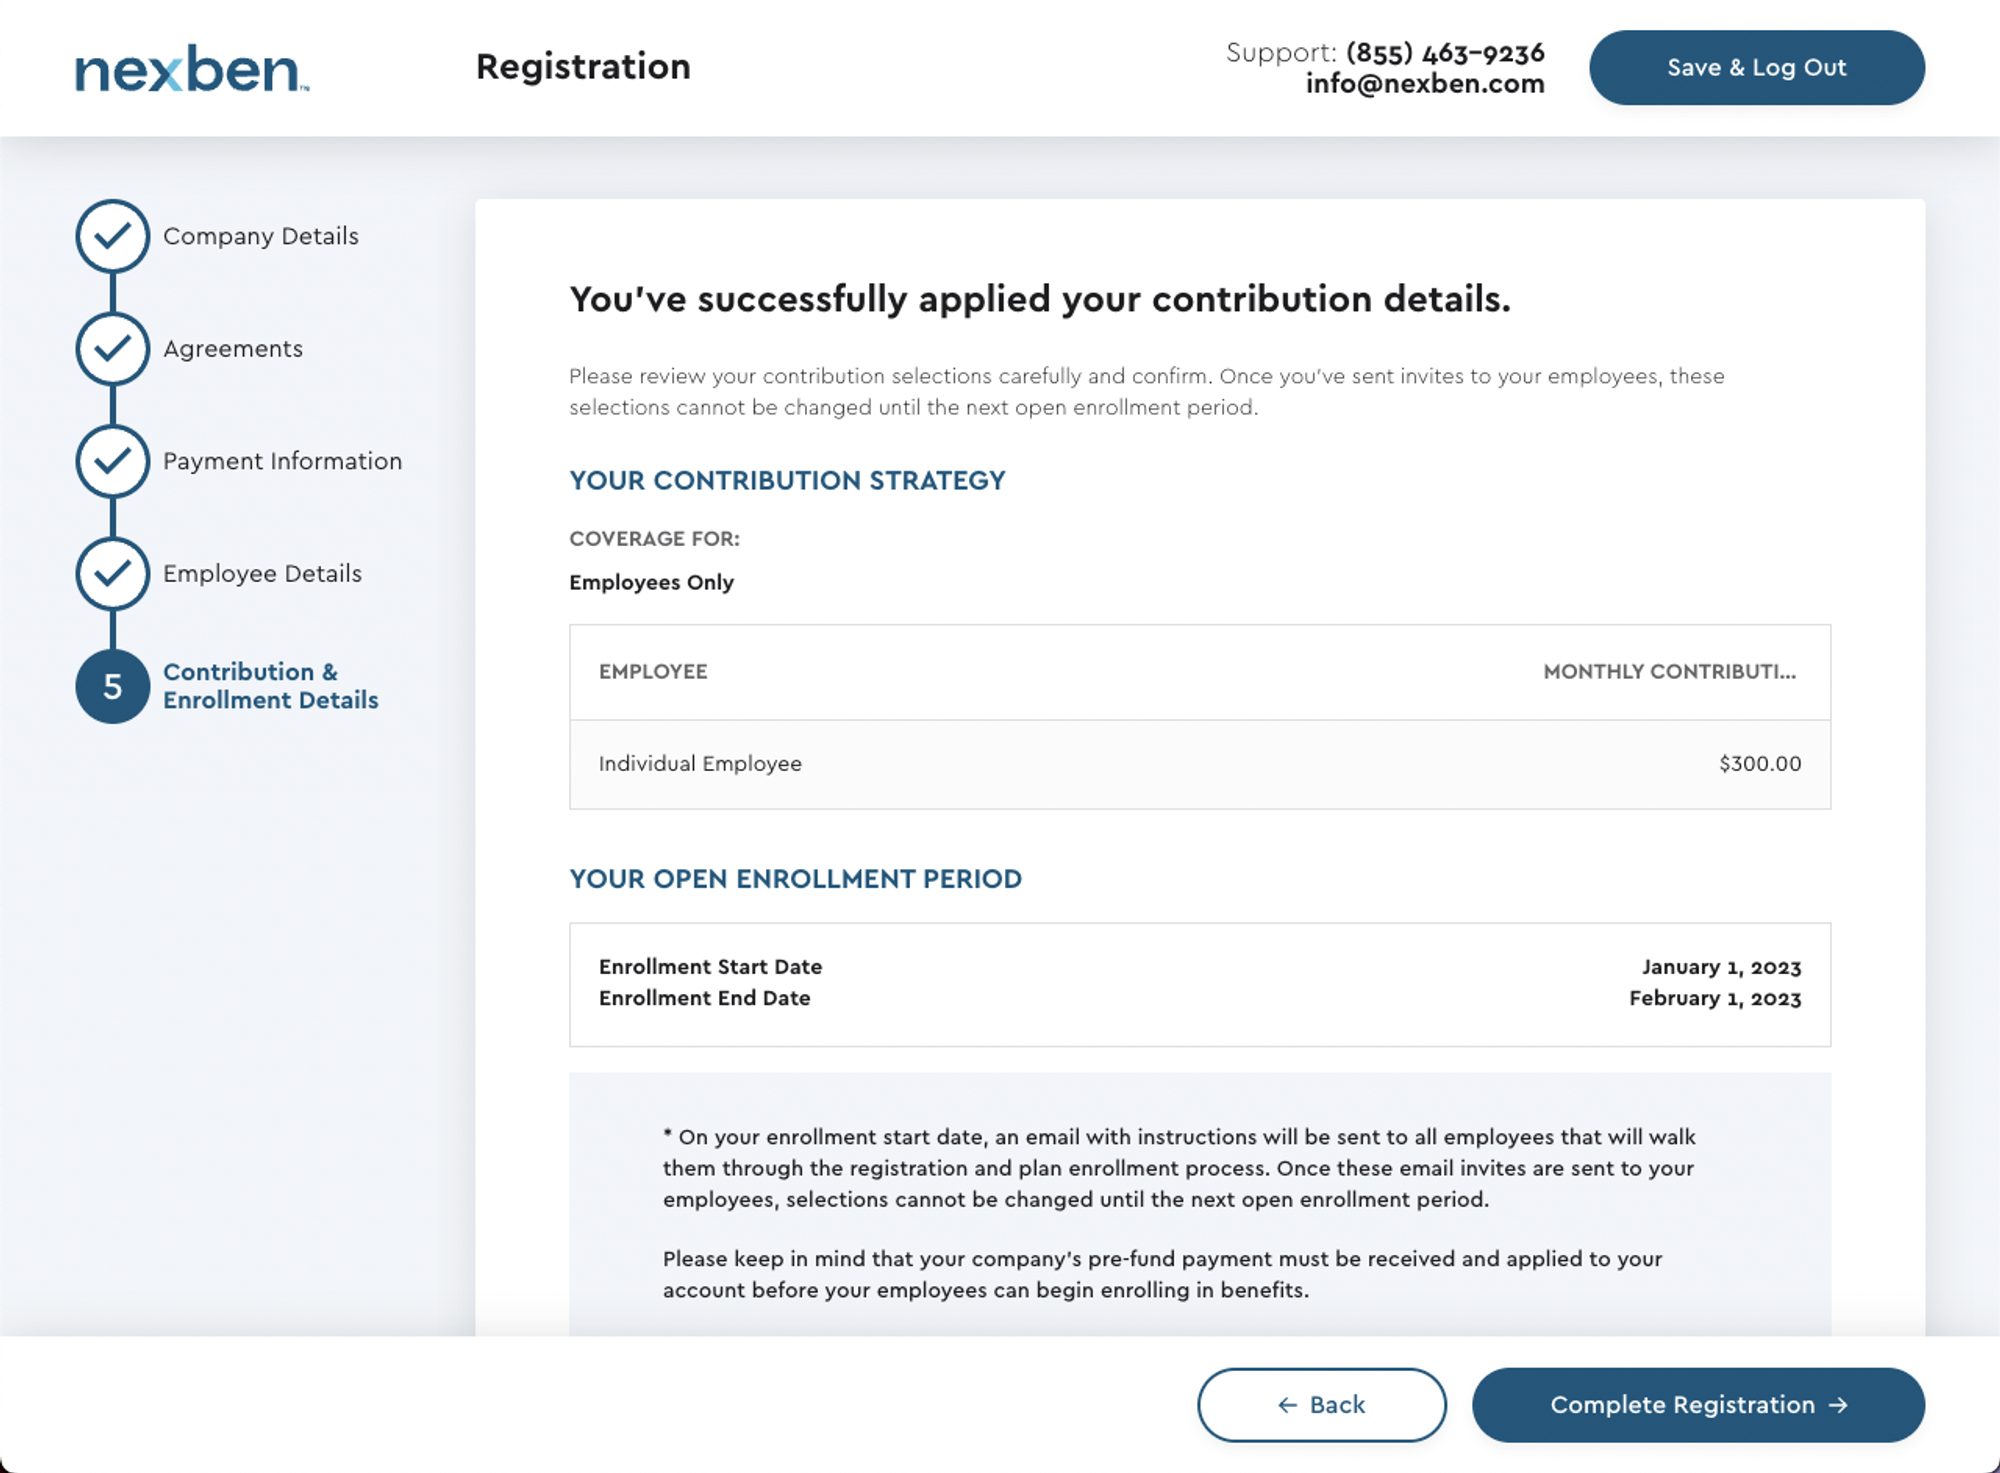 nexben™
Registration
Support: (855) 463-9236
info@nexben.com
Save & Log Out
Company Details
Agreements
Payment Information
Employee Details
5
Contribution &
Enrollment Details
You've successfully applied your contribution details.
Please review your contribution selections carefully and confirm. Once you've sent invites to your employees, these
selections cannot be changed until the next open enrollment period.
YOUR CONTRIBUTION STRATEGY
COVERAGE FOR:
Employees Only
EMPLOYEE MONTHLY CONTRIBUTI...
Individual Employee $300.00
YOUR OPEN ENROLLMENT PERIOD
Enrollment Start Date January 1, 2023
Enrollment End Date February 1, 2023
* On your enrollment start date, an email with instructions will be sent to all employees that will walk
them through the registration and plan enrollment process. Once these email invites are sent to your
employees, selections cannot be changed until the next open enrollment period.
Please keep in mind that your company's pre-fund payment must be received and applied to your
account before your employees can begin enrolling in benefits.
← Back
Complete Registration →